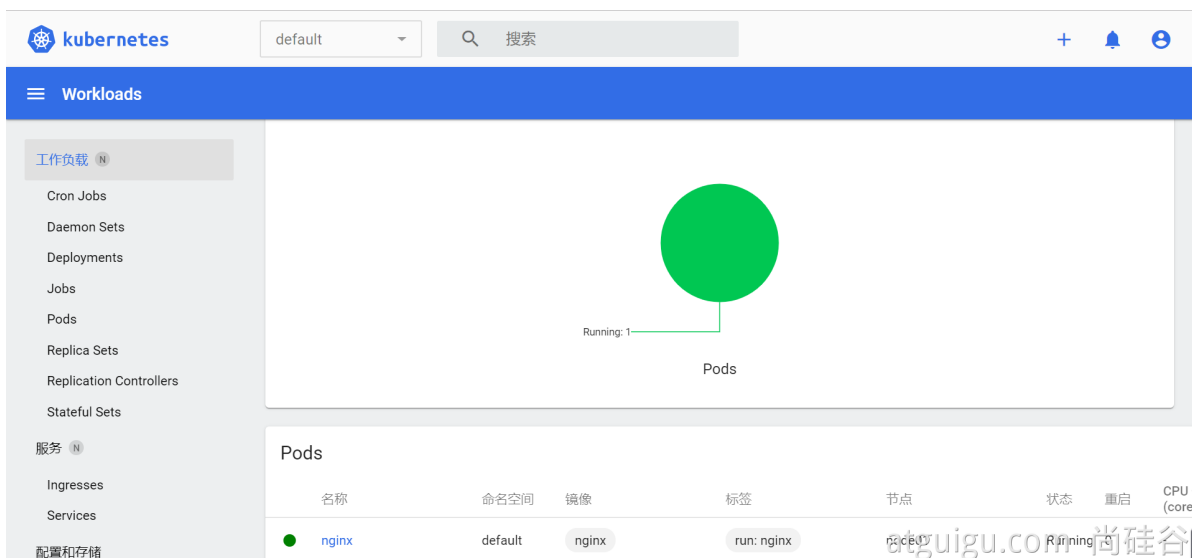 kubernetes default 搜索
Workloads
工作负载 N
Cron Jobs
Daemon Sets
Deployments
Jobs
Pods
Replica Sets
Replication Controllers
Stateful Sets
服务 N
Ingresses
Services
配置和存储
Running: 1
Pods
Pods
名称 命名空间 镜像 标签 节点 状态 重启 CPU (core
nginx default nginx run: nginx Running 0
atguigu.com 尚硅谷